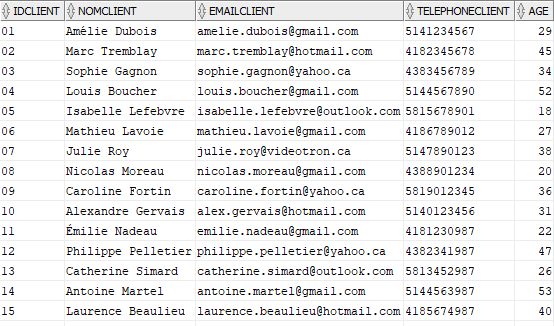 IDCLIENT NOMCLIENT EMAILCLIENT TELEPHONECLIENT AGE
01 Amélie Dubois amelie.dubois@gmail.com 5141234567 29
02 Marc Tremblay marc.tremblay@hotmail.com 4182345678 45
03 Sophie Gagnon sophie.gagnon@yahoo.ca 4383456789 34
04 Louis Boucher louis.boucher@gmail.com 5144567890 52
05 Isabelle Lefebvre isabelle.lefebvre@outlook.com 5815678901 18
06 Mathieu Lavoie mathieu.lavoie@gmail.com 4186789012 27
07 Julie Roy julie.roy@videotron.ca 5147890123 38
08 Nicolas Moreau nicolas.moreau@gmail.com 4388901234 20
09 Caroline Fortin caroline.fortin@yahoo.ca 5819012345 36
10 Alexandre Gervais alex.gervais@hotmail.com 5140123456 31
11 Émilie Nadeau emilie.nadeau@gmail.com 4181230987 22
12 Philippe Pelletier philippe.pelletier@yahoo.ca 4382341987 47
13 Catherine Simard catherine.simard@outlook.com 5813452987 26
14 Antoine Martel antoine.martel@gmail.com 5144563987 53
15 Laurence Beaulieu laurence.beaulieu@hotmail.com 4185674987 40